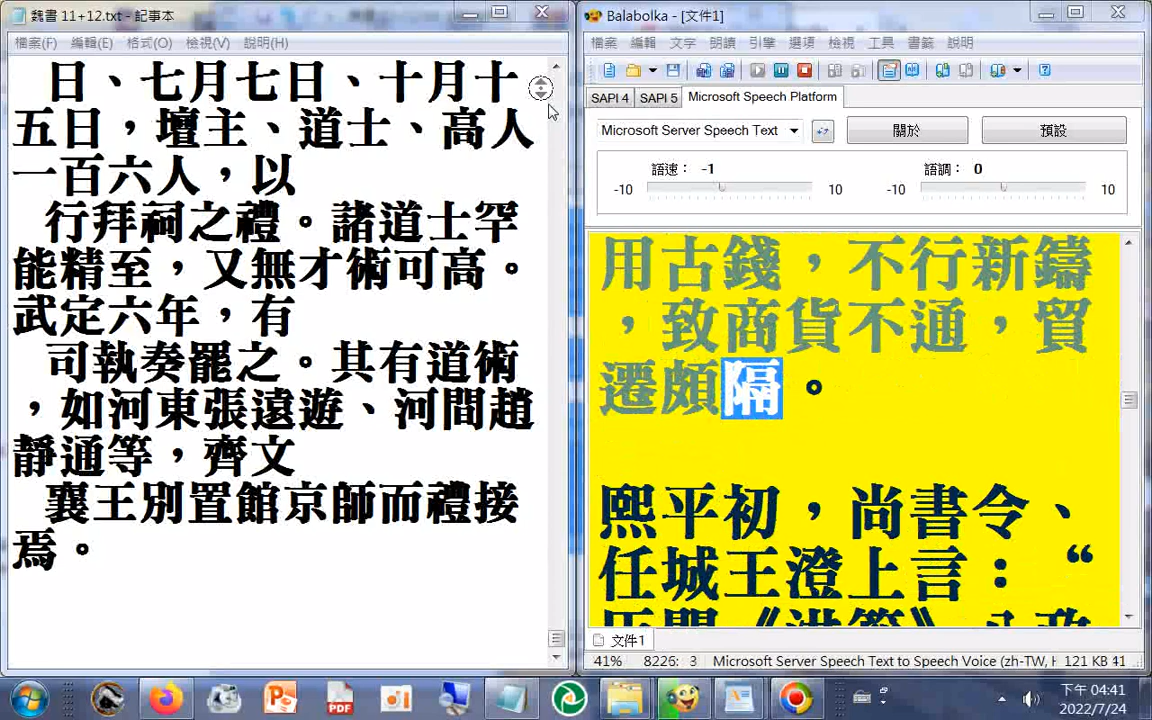 魏書 11+12.txt - 記事本
檔案(F) 編輯(E) 格式(O) 檢視(V) 說明(H)
日、七月七日、十月十
五日，壇主、道士、高人
一百六人，以
行拜祠之禮。諸道士罕
能精至，又無才術可高。
武定六年，有
司執奏罷之。其有道術
，如河東張遠遊、河間趙
靜通等，齊文
襄王別置館京師而禮接
焉。
Balabolka - [文件1]
檔案 編輯 文字 朗讀 引擎 選項 檢視 工具 書籤 說明
SAPI 4 SAPI 5 Microsoft Speech Platform
Microsoft Server Speech Text 關於 預設
語速： -1 語調： 0
-10 10 -10 10
用古錢，不行新鑄
，致商貨不通，貿
遷頗隔。
熙平初，尚書令、
任城王澄上言：“
文件1
41% 8226: 3 Microsoft Server Speech Text to Speech Voice (zh-TW, H 121 KB 41
PDF
下午 04:41
2022/7/24